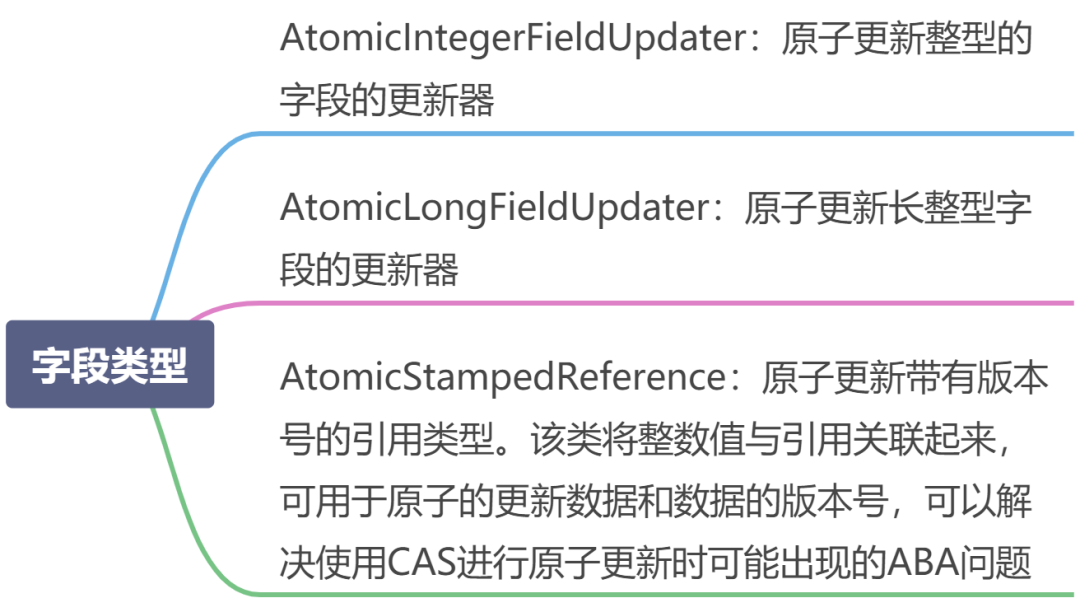 AtomicIntegerFieldUpdater：原子更新整型的
字段的更新器
AtomicLongFieldUpdater：原子更新长整型字
段的更新器
字段类型
AtomicStampedReference：原子更新带有版本
号的引用类型。该类将整数值与引用关联起来，
可用于原子的更新数据和数据的版本号，可以解
决使用CAS进行原子更新时可能出现的ABA问题